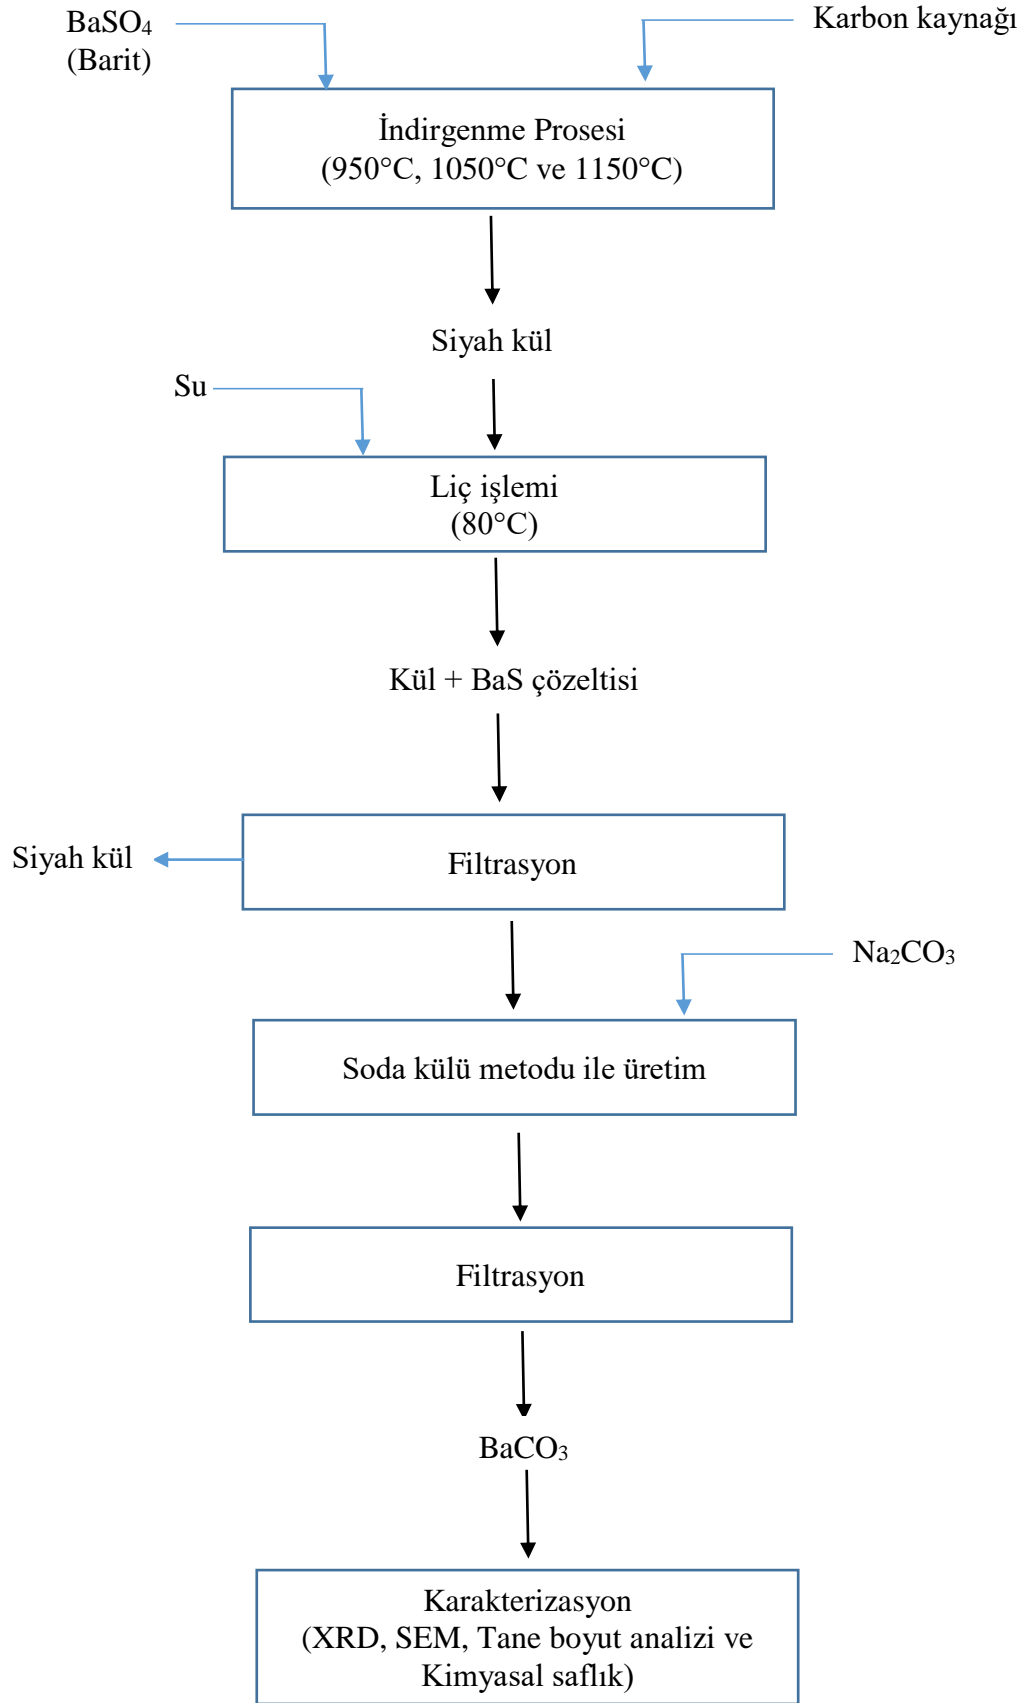 BaSO₄
(Barit)
Karbon kaynağı
İndirgenme Prosesi
(950°C, 1050°C ve 1150°C)
Siyah kül
Su
Liç işlemi
(80°C)
Kül + BaS çözeltisi
Siyah kül
Filtrasyon
Na₂CO₃
Soda külü metodu ile üretim
Filtrasyon
BaCO₃
Karakterizasyon
(XRD, SEM, Tane boyut analizi ve
Kimyasal saflık)